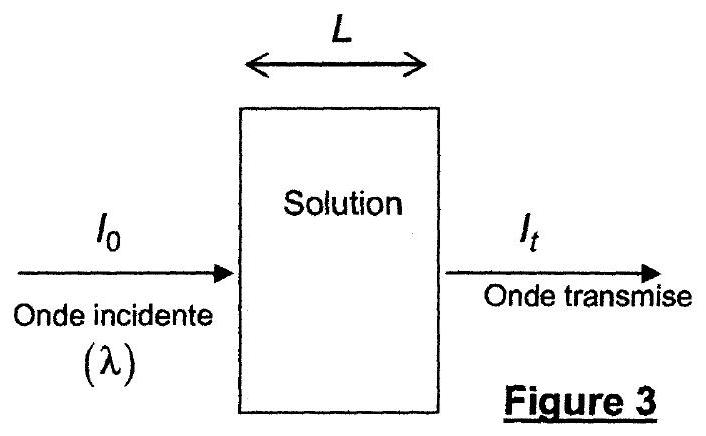 L
Solution
I₀
Iₜ
Onde incidente
(λ)
Onde transmise
Figure 3